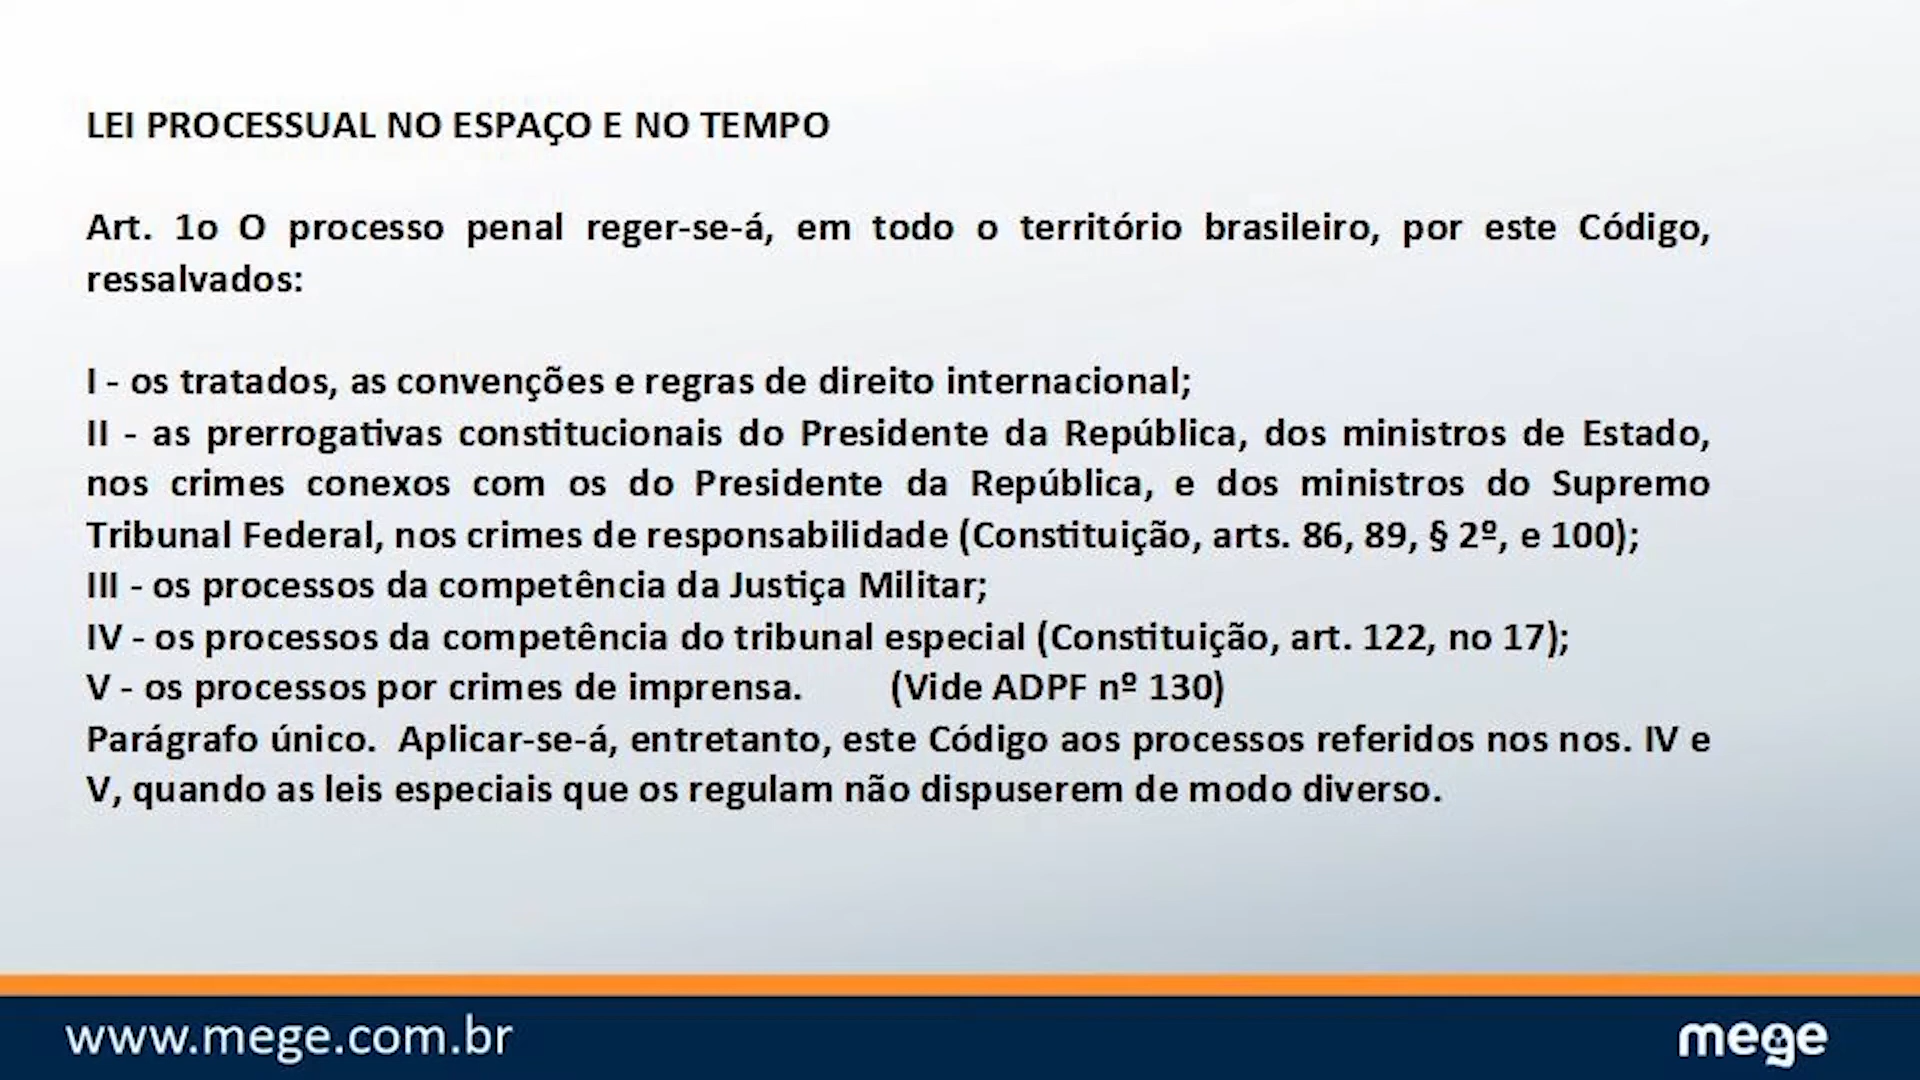 LEI PROCESSUAL NO ESPAÇO E NO TEMPO
Art. 1o O processo penal reger-se-á, em todo o território brasileiro, por este Código,
ressalvados:
I - os tratados, as convenções e regras de direito internacional;
II - as prerrogativas constitucionais do Presidente da República, dos ministros de Estado,
nos crimes conexos com os do Presidente da República, e dos ministros do Supremo
Tribunal Federal, nos crimes de responsabilidade (Constituição, arts. 86, 89, § 2º, e 100);
III - os processos da competência da Justiça Militar;
IV - os processos da competência do tribunal especial (Constituição, art. 122, no 17);
V - os processos por crimes de imprensa. (Vide ADPF nº 130)
Parágrafo único. Aplicar-se-á, entretanto, este Código aos processos referidos nos nos. IV e
V, quando as leis especiais que os regulam não dispuserem de modo diverso.
www.mege.com.br
mege